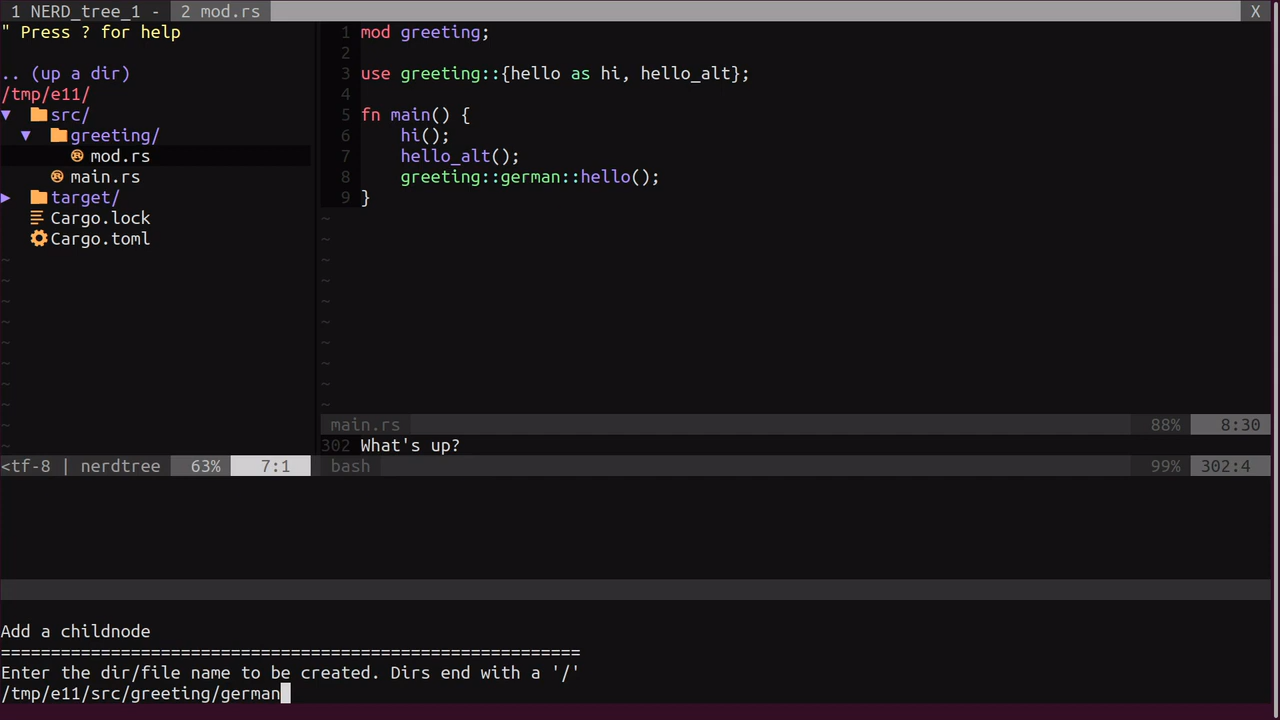 1 NERD_tree_1 - 2 mod.rs X
" Press ? for help
.. (up a dir)
/tmp/e11/
▼ src/
▼ greeting/
mod.rs
main.rs
▶ target/
Cargo.lock
Cargo.toml
~
~
~
~
~
~
~
~
~
~
<tf-8 | nerdtree 63% 7:1
1 mod greeting;
2
3 use greeting::{hello as hi, hello_alt};
4
5 fn main() {
6 hi();
7 hello_alt();
8 greeting::german::hello();
9 }
~
~
~
~
~
~
~
~
~
~
main.rs 88% 8:30
302 What's up?
bash 99% 302:4
Add a childnode
==========================================================
Enter the dir/file name to be created. Dirs end with a '/'
/tmp/e11/src/greeting/german